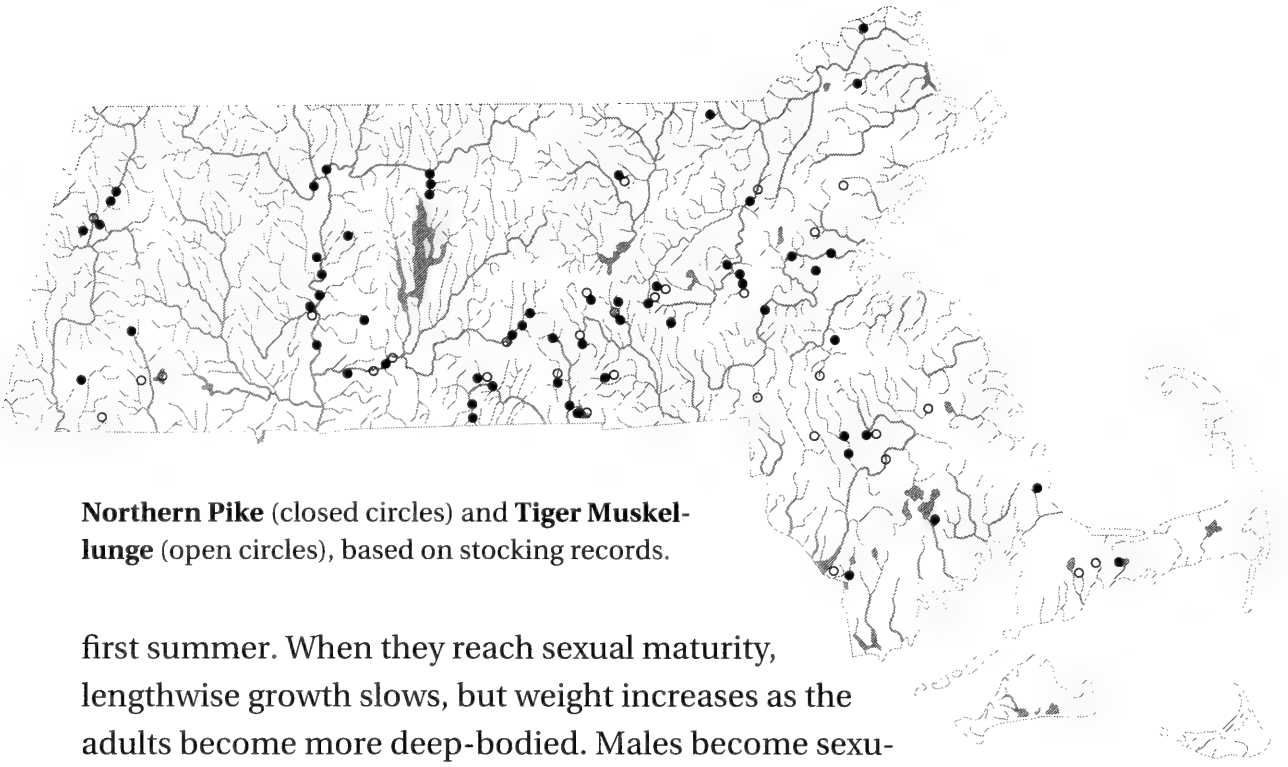 Northern Pike (closed circles) and Tiger Muskel-
lunge (open circles), based on stocking records.
first summer. When they reach sexual maturity,
lengthwise growth slows, but weight increases as the
adults become more deep-bodied. Males become sexu-